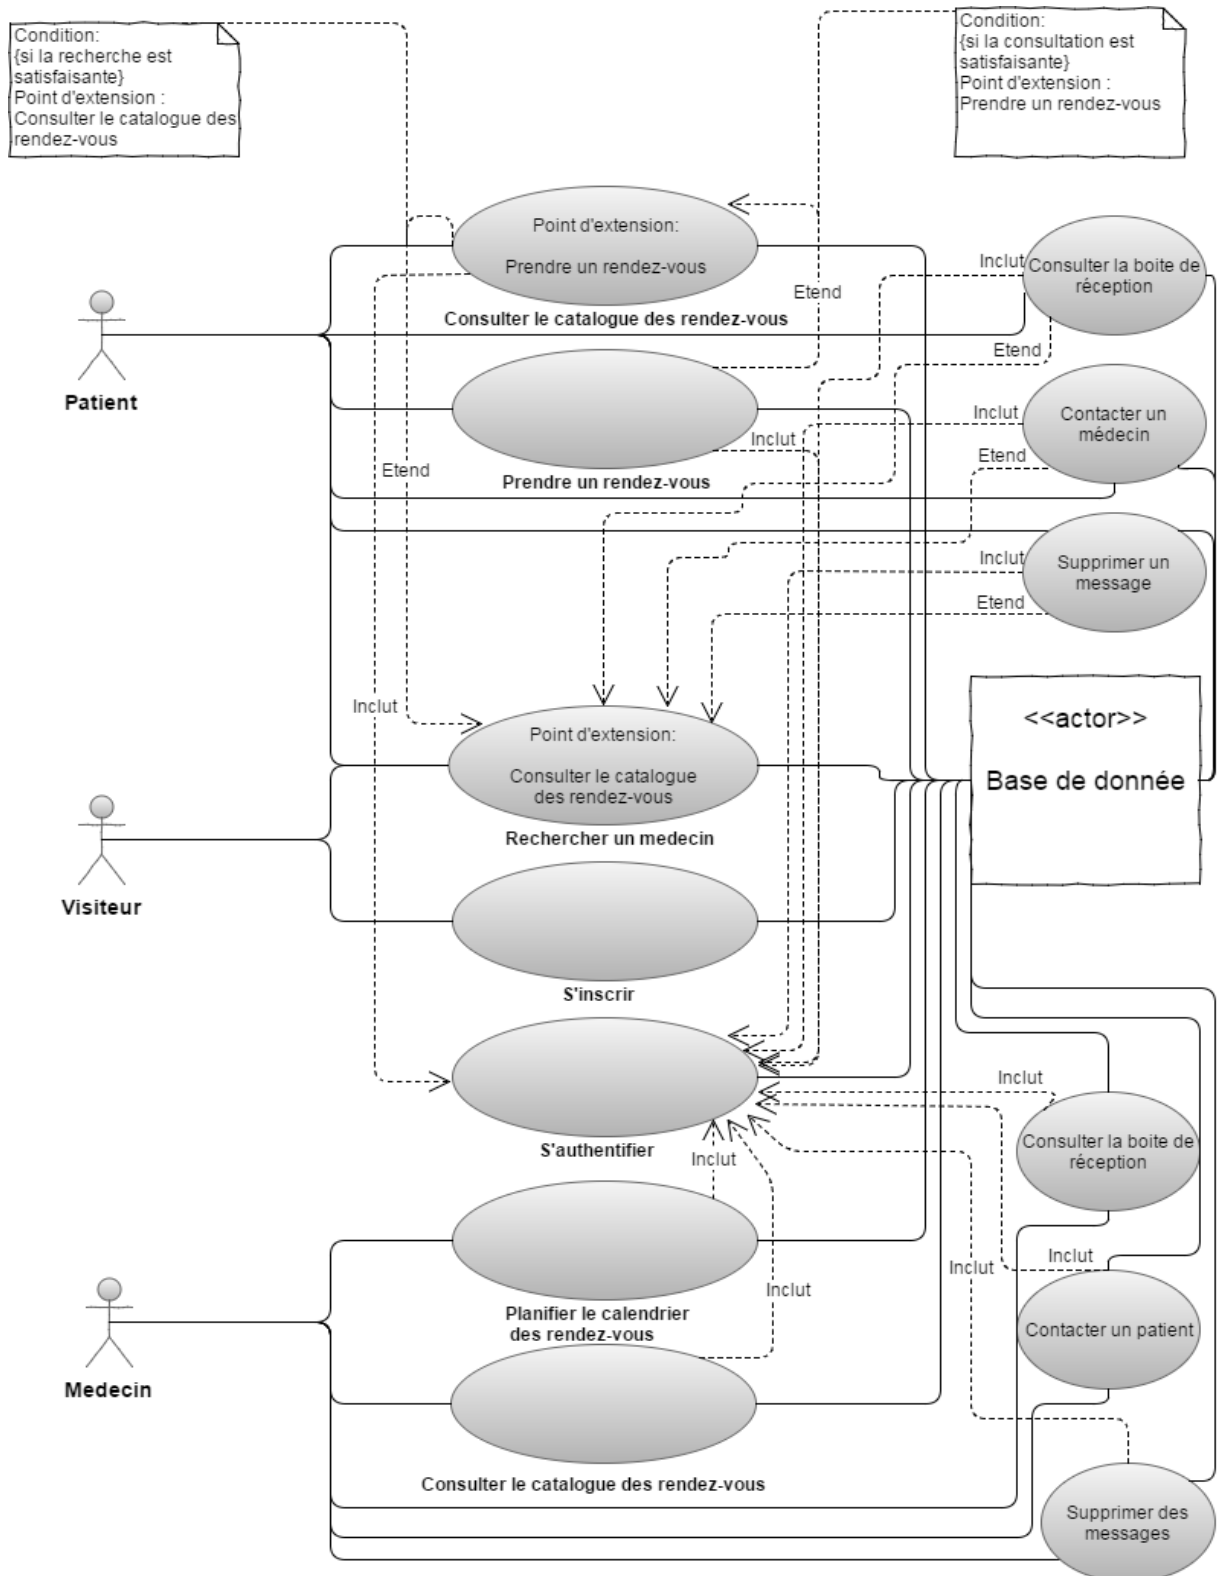 Condition:
{si la recherche est
satisfaisante}
Point d'extension :
Consulter le catalogue des
rendez-vous
Condition:
{si la consultation est
satisfaisante}
Point d'extension :
Prendre un rendez-vous
Point d'extension:
Prendre un rendez-vous
Consulter le catalogue des rendez-vous
Inclut
Consulter la boite de
réception
Etend
Etend
Patient
Inclut
Contacter un
médecin
Inclut
Etend
Etend
Prendre un rendez-vous
Inclut
Supprimer un
message
Etend
Inclut
Point d'extension:
Consulter le catalogue
des rendez-vous
Rechercher un medecin
<<actor>>
Base de donnée
Visiteur
S'inscrir
S'authentifier
Inclut
Inclut
Consulter la boite de
réception
Inclut
Inclut
Inclut
Planifier le calendrier
des rendez-vous
Contacter un patient
Medecin
Consulter le catalogue des rendez-vous
Supprimer des
messages